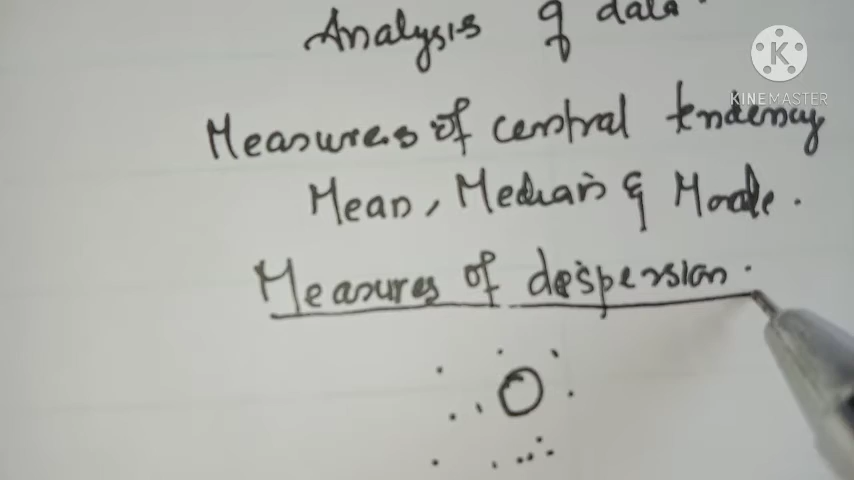 Analysis of data.
KINEMASTER
Measures of central tendency
Mean, Median & Mode.
Measures of despersion.